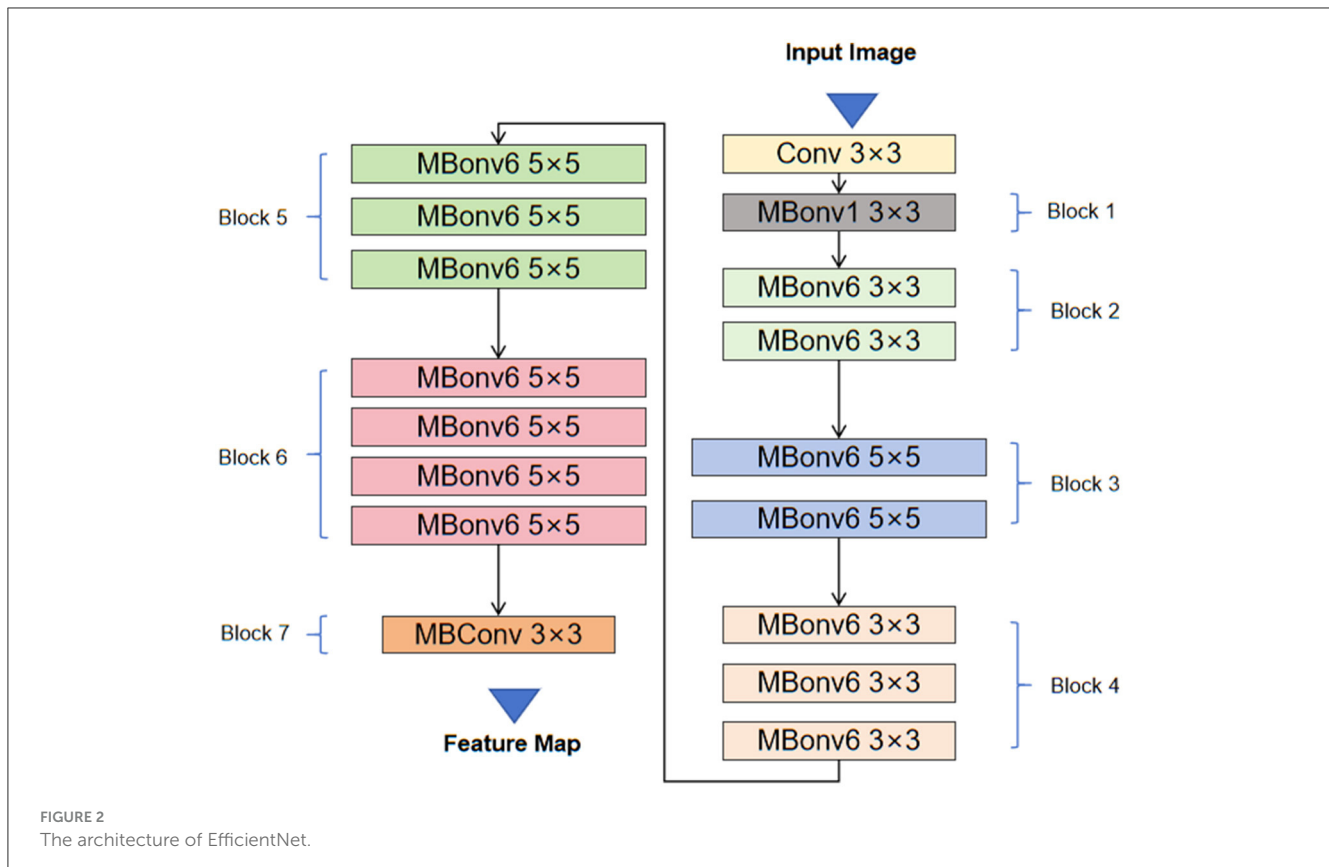 Input Image
Conv 3×3
MBonv1 3×3
Block 1
MBonv6 3×3
MBonv6 3×3
Block 2
MBonv6 5×5
MBonv6 5×5
Block 3
MBonv6 3×3
MBonv6 3×3
MBonv6 3×3
Block 4
MBonv6 5×5
MBonv6 5×5
MBonv6 5×5
Block 5
MBonv6 5×5
MBonv6 5×5
MBonv6 5×5
MBonv6 5×5
Block 6
MBConv 3×3
Block 7
Feature Map
FIGURE 2
The architecture of EfficientNet.